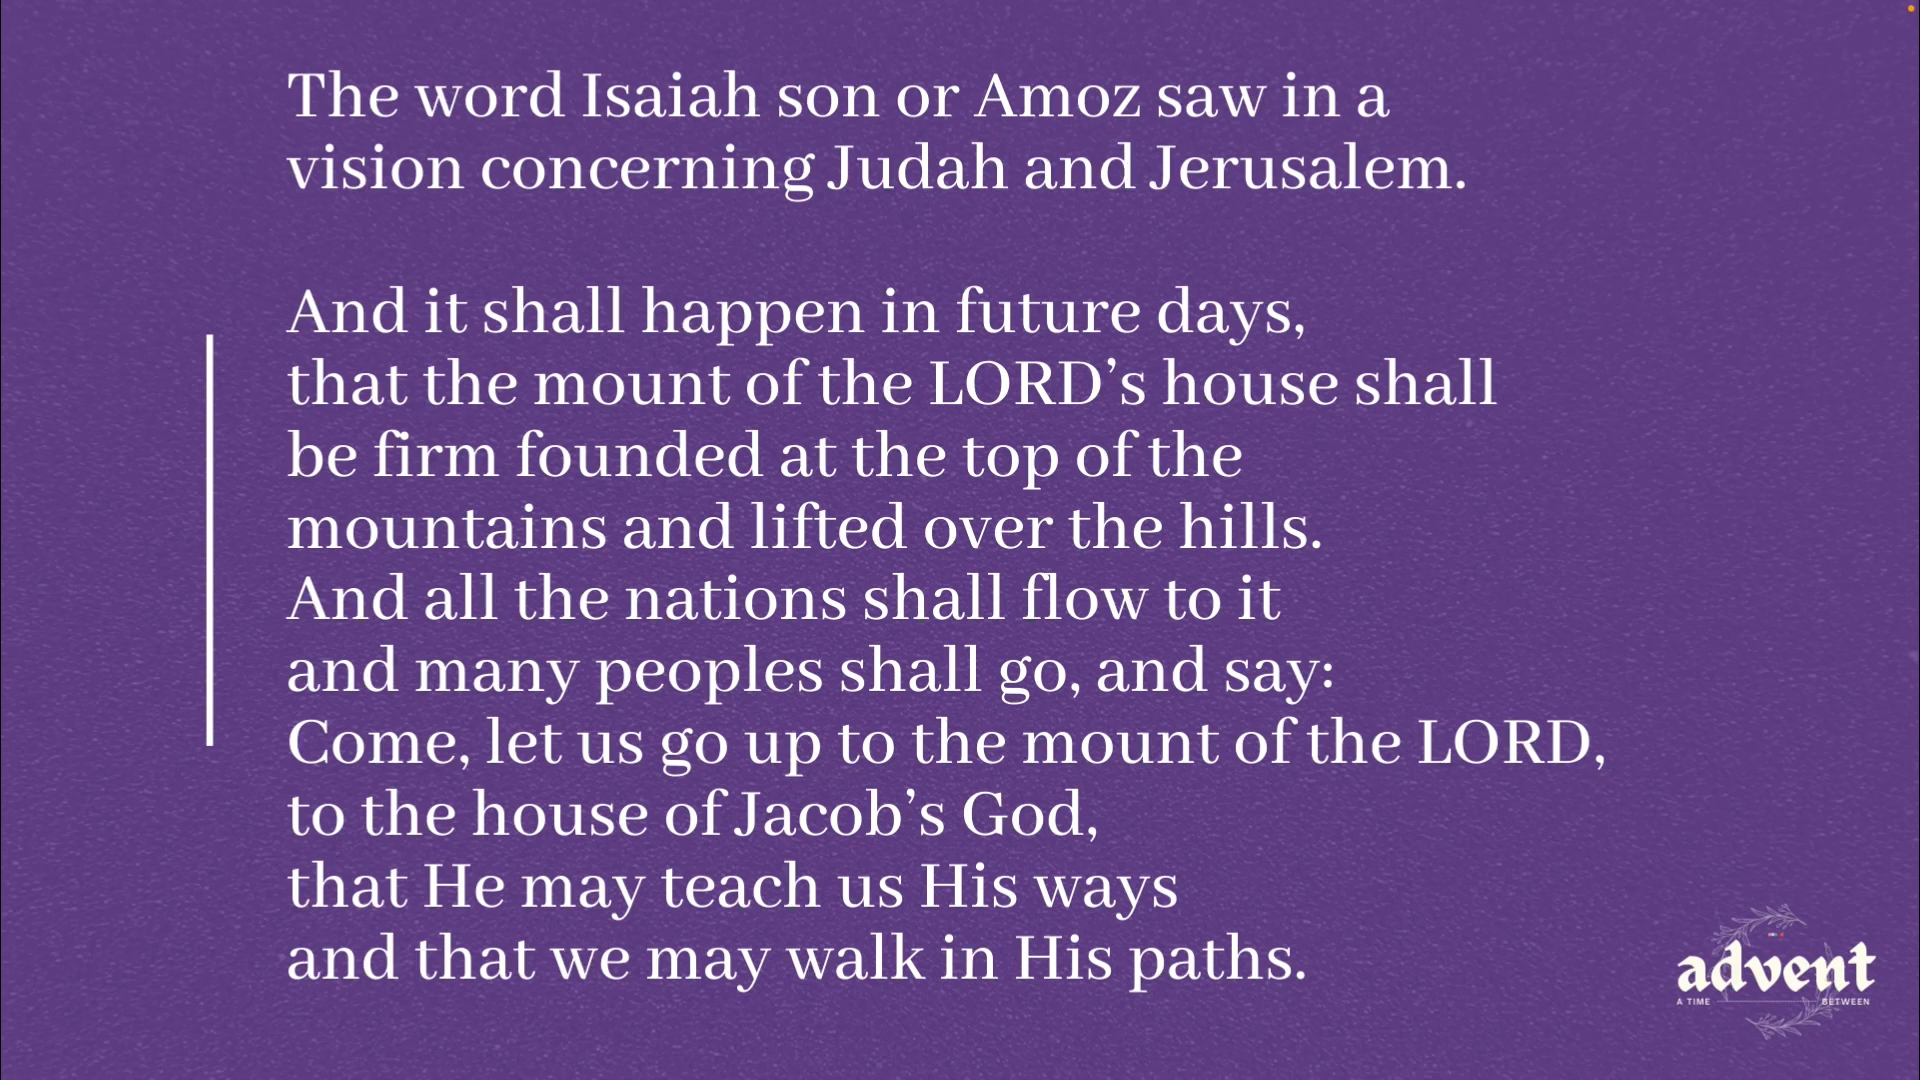 The word Isaiah son or Amoz saw in a
vision concerning Judah and Jerusalem.
And it shall happen in future days,
that the mount of the LORD’s house shall
be firm founded at the top of the
mountains and lifted over the hills.
And all the nations shall flow to it
and many peoples shall go, and say:
Come, let us go up to the mount of the LORD,
to the house of Jacob’s God,
that He may teach us His ways
and that we may walk in His paths.
advent
A TIME BETWEEN